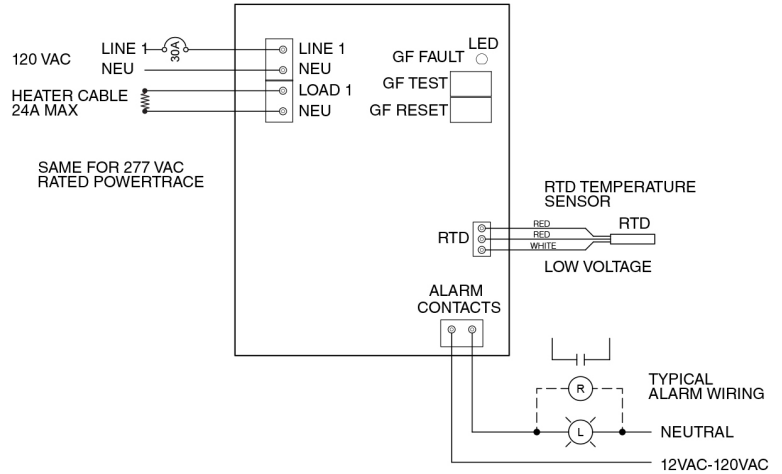 120 VAC
LINE 1
30A
LINE 1
NEU
NEU
HEATER CABLE
24A MAX
LOAD 1
NEU
LED
GF FAULT
GF TEST
GF RESET
SAME FOR 277 VAC
RATED POWERTRACE
RTD TEMPERATURE
SENSOR
RTD
RED
RED
WHITE
RTD
LOW VOLTAGE
ALARM
CONTACTS
R
TYPICAL
ALARM WIRING
L
NEUTRAL
12VAC-120VAC